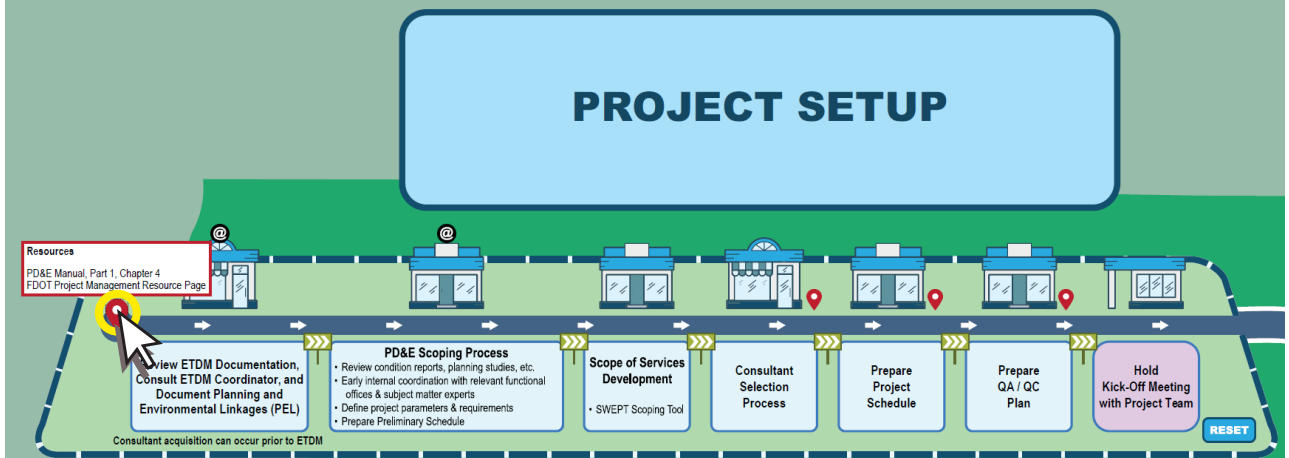 PROJECT SETUP
@
@
Resources
PD&E Manual, Part 1, Chapter 4
FDOT Project Management Resource Page
Review ETDM Documentation,
Consult ETDM Coordinator, and
Document Planning and
Environmental Linkages (PEL)
PD&E Scoping Process
• Review condition reports, planning studies, etc.
• Early internal coordination with relevant functional
offices & subject matter experts
• Define project parameters & requirements
• Prepare Preliminary Schedule
Scope of Services
Development
• SWEPT Scoping Tool
Consultant
Selection
Process
Prepare
Project
Schedule
Prepare
QA / QC
Plan
Hold
Kick-Off Meeting
with Project Team
RESET
Consultant acquisition can occur prior to ETDM